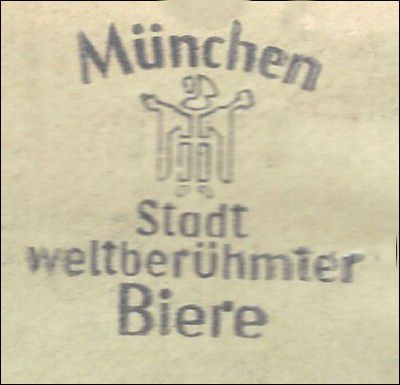 München
Stadt
weltberühmter
Biere